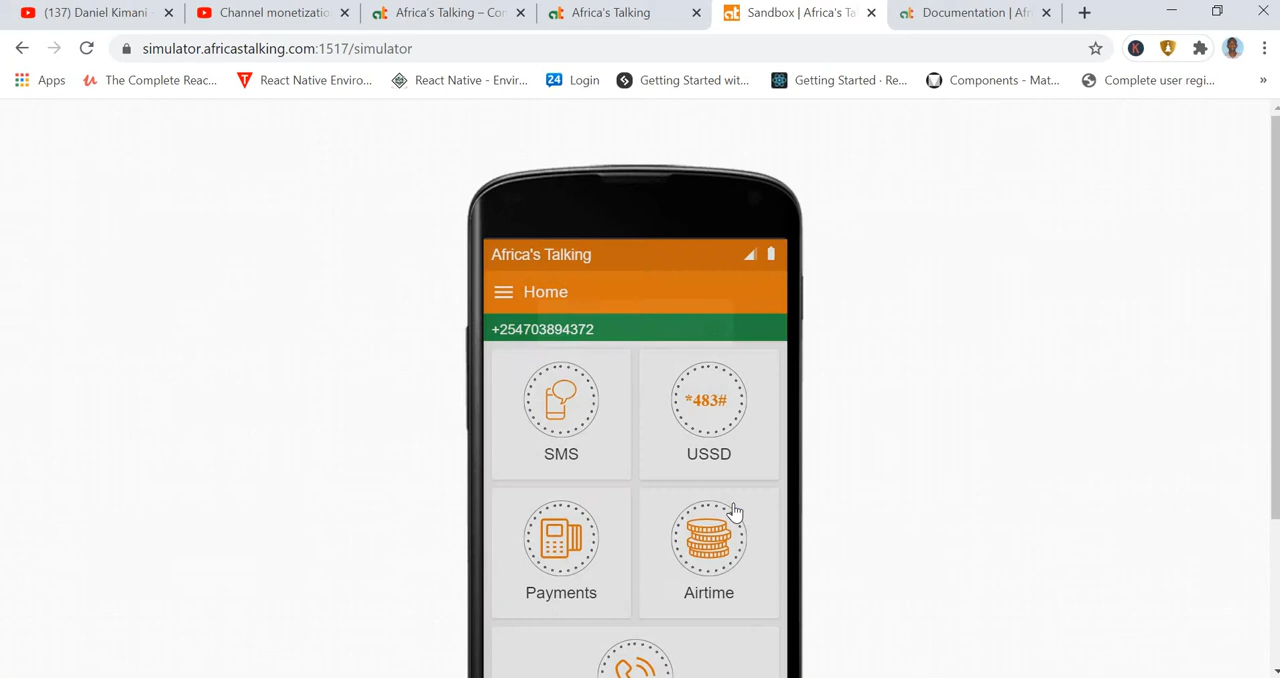 (137) Daniel Kimani
Channel monetizatio
Africa's Talking – Con
Africa's Talking
Sandbox | Africa's Ta
Documentation | Afr
simulator.africastalking.com:1517/simulator
K
Apps
The Complete Reac...
React Native Enviro...
React Native - Envir...
24 Login
Getting Started wit...
Getting Started · Re...
Components - Mat...
Complete user regi...
»
Africa's Talking
Home
+254703894372
SMS
*483#
USSD
Payments
Airtime